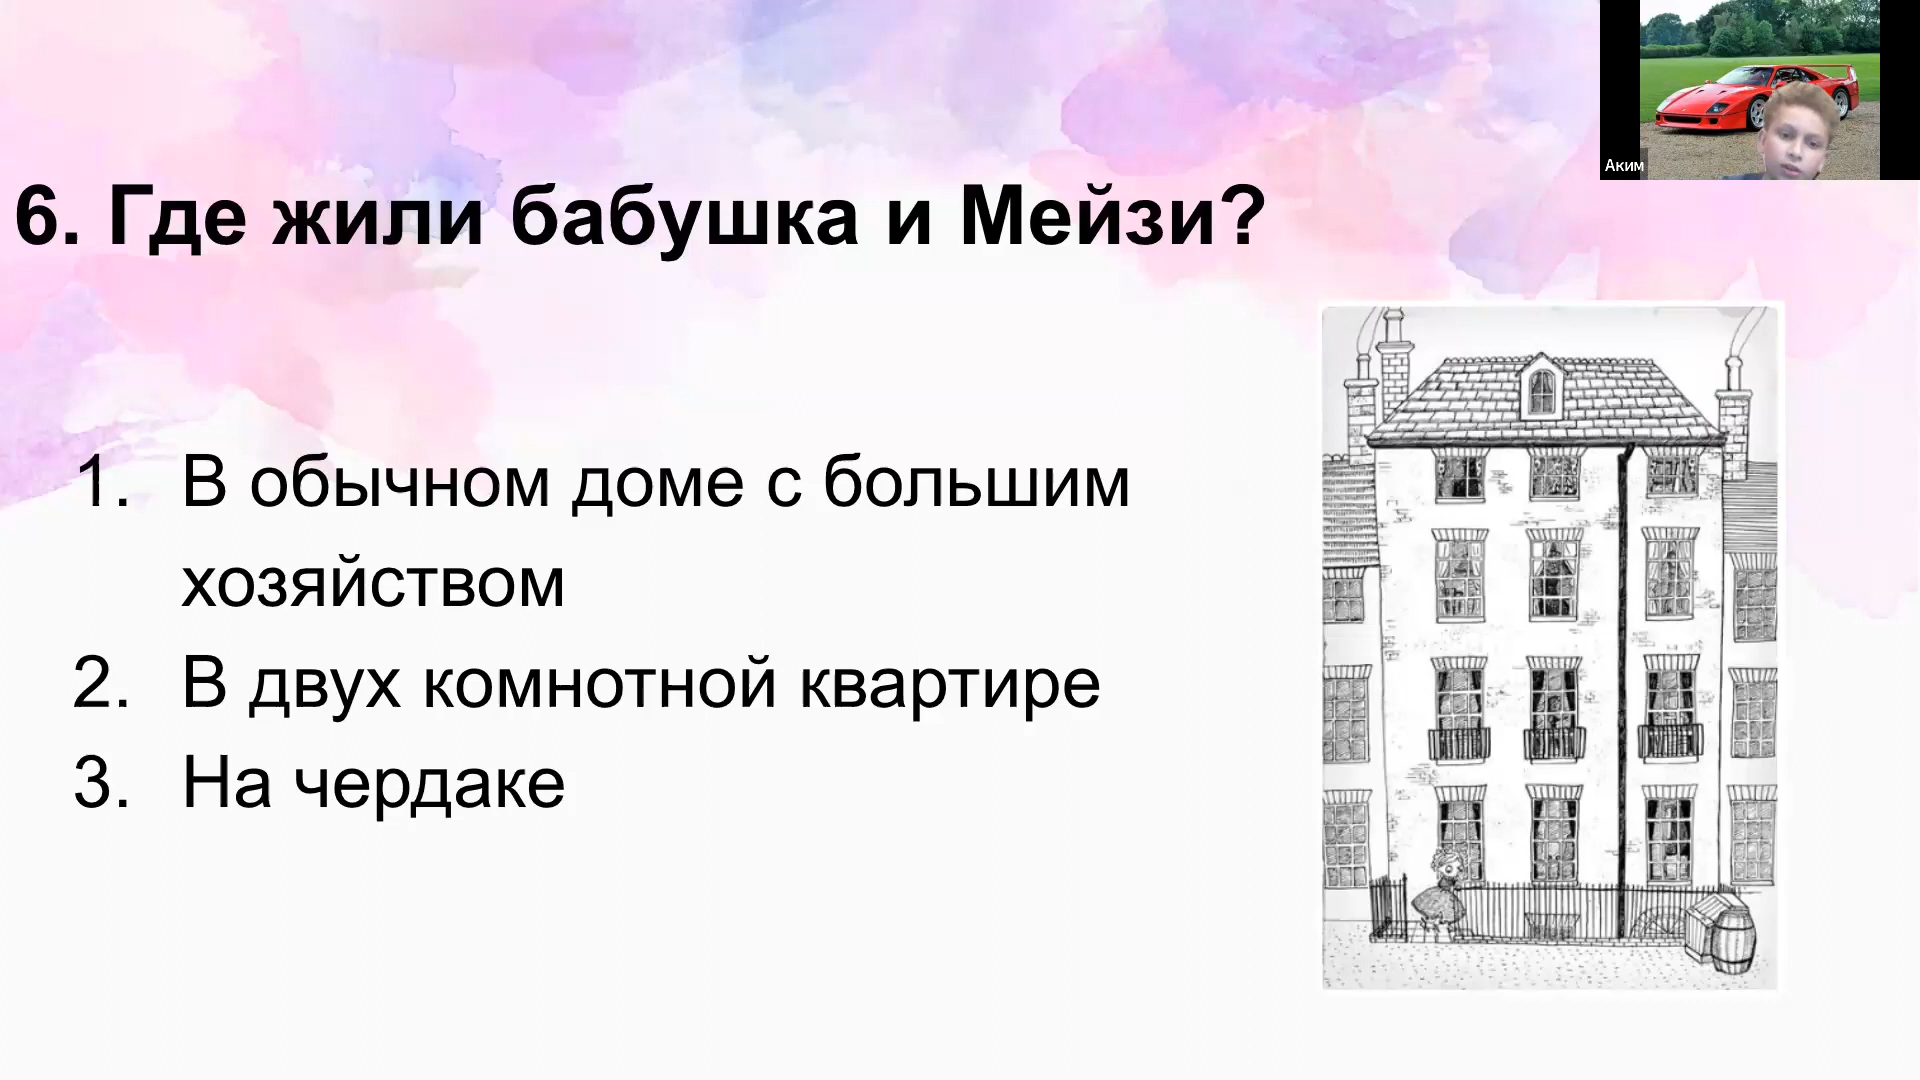 Аким
6. Где жили бабушка и Мейзи?
1. В обычном доме с большим
хозяйством
2. В двух комнотной квартире
3. На чердаке